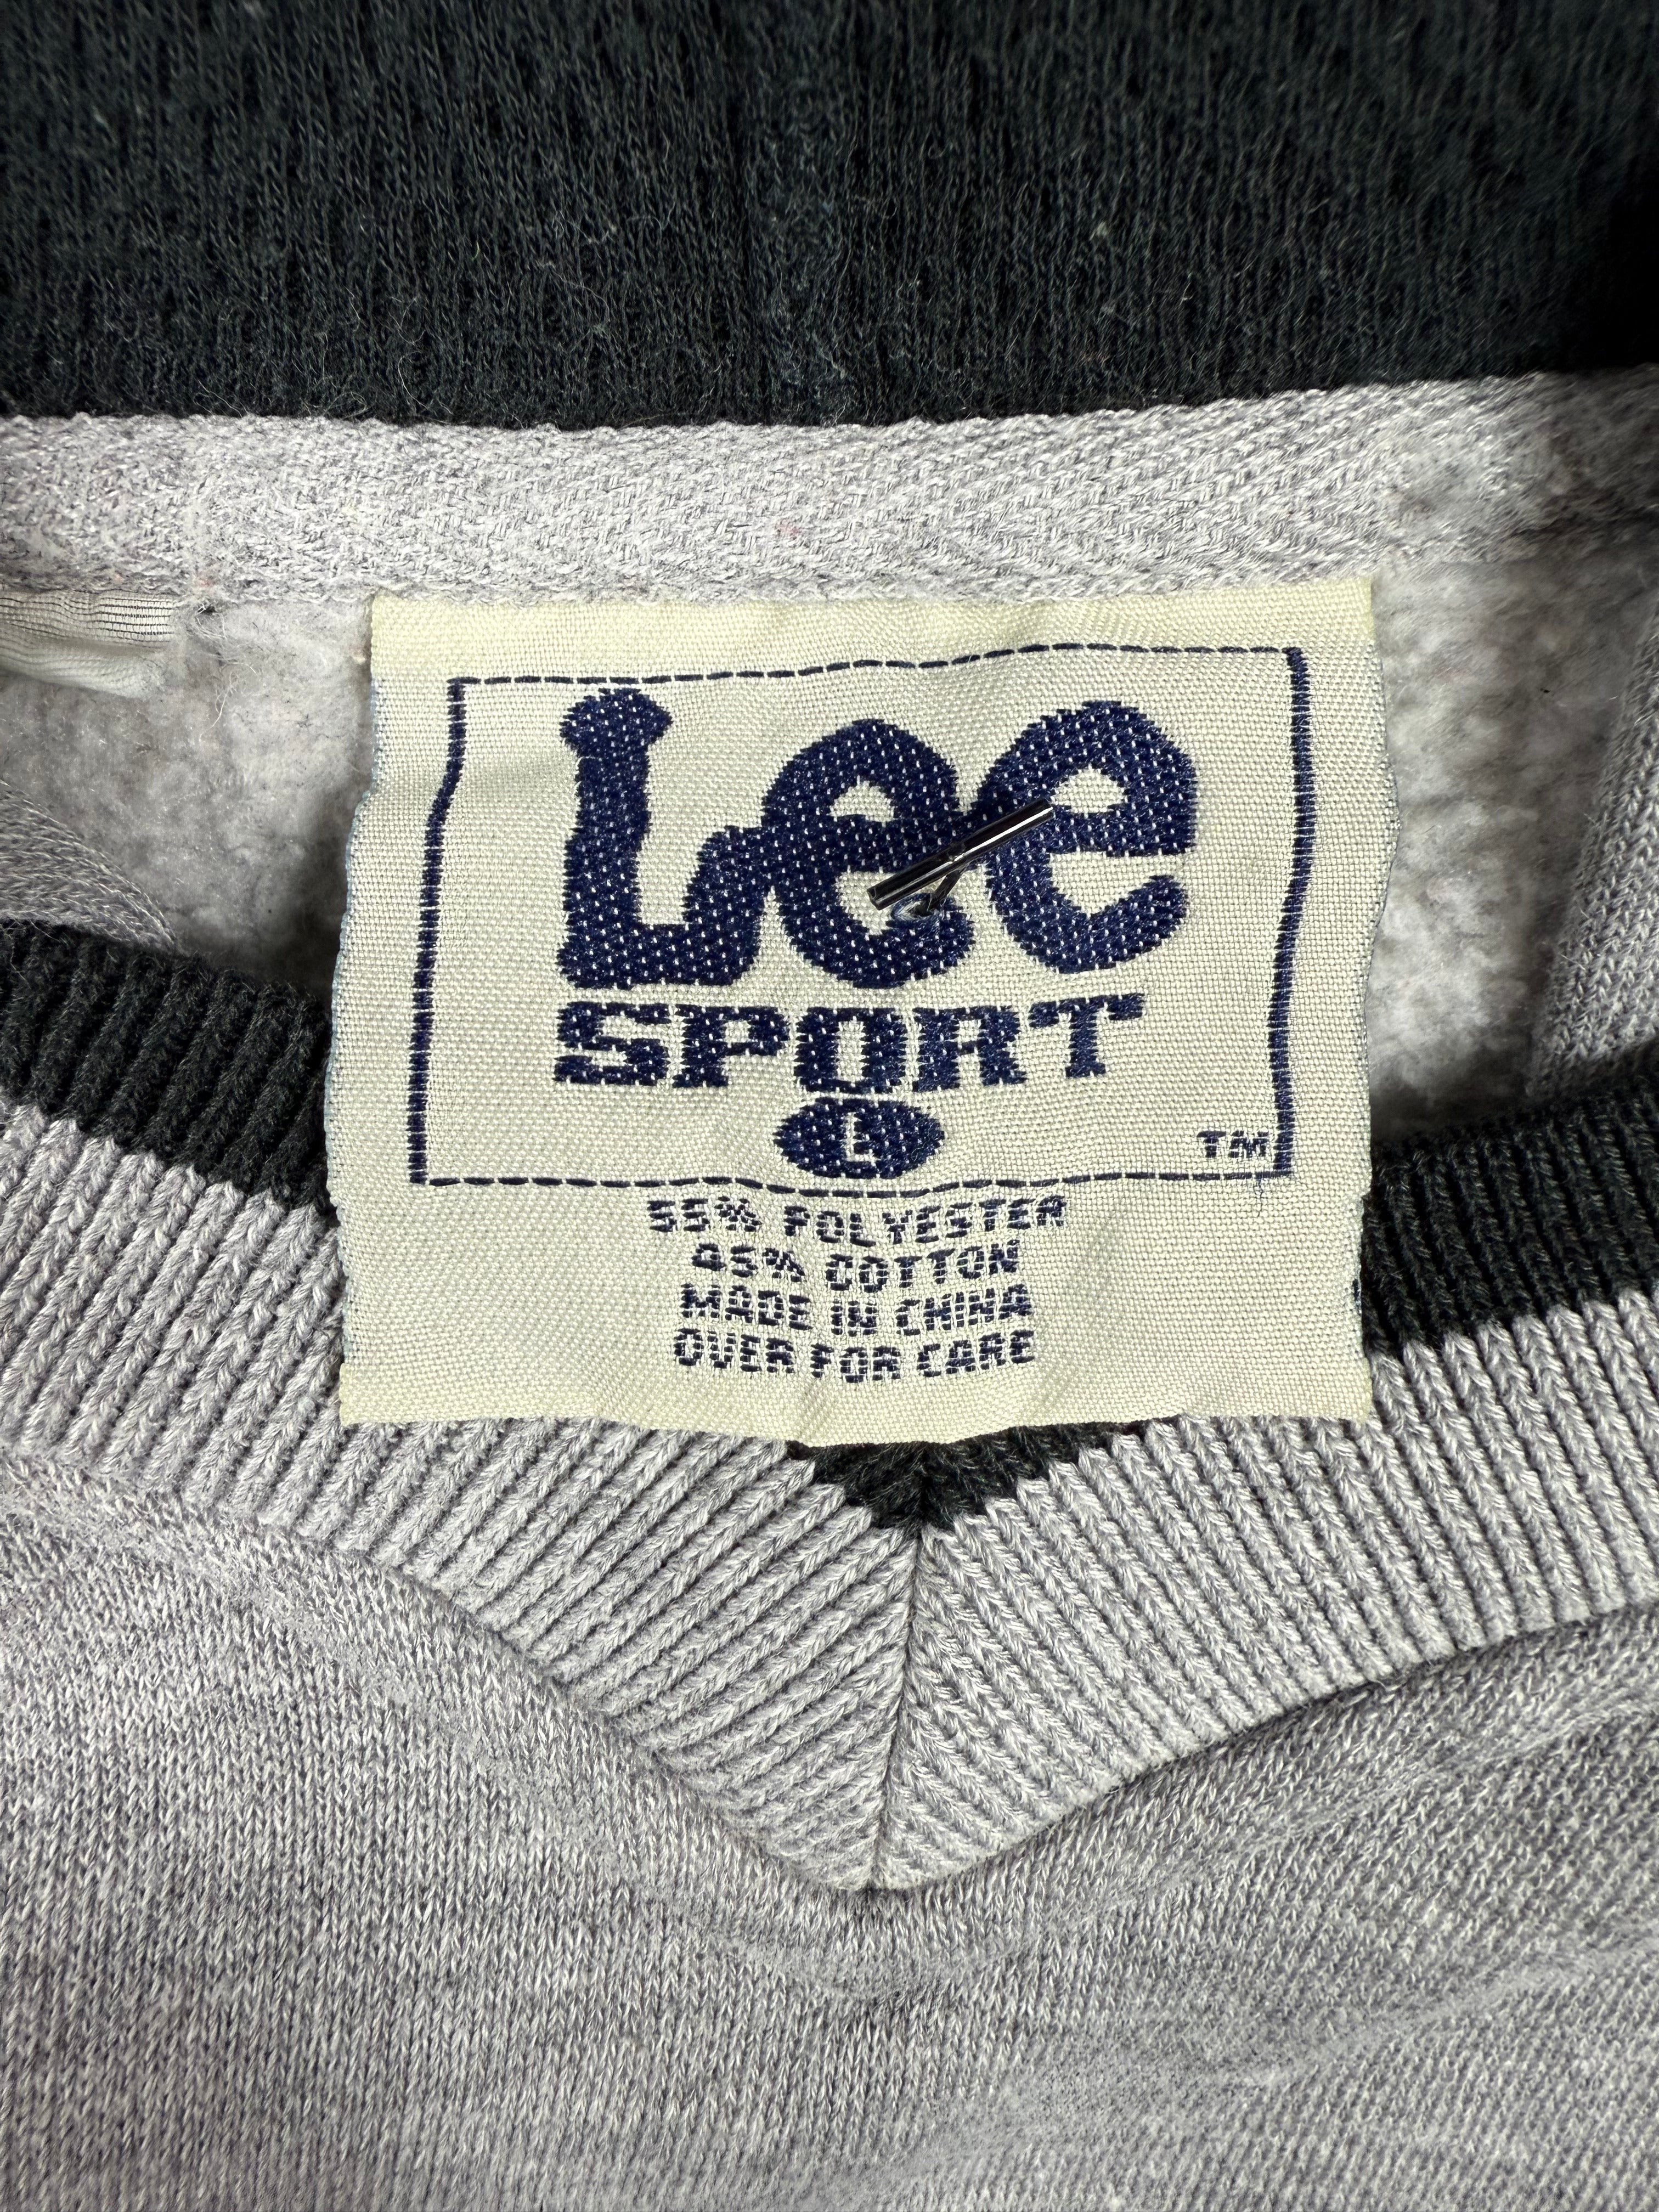 Lee
SPORT
L
TM
55% POLYESTER
45% COTTON
MADE IN CHINA
OVER FOR CARE